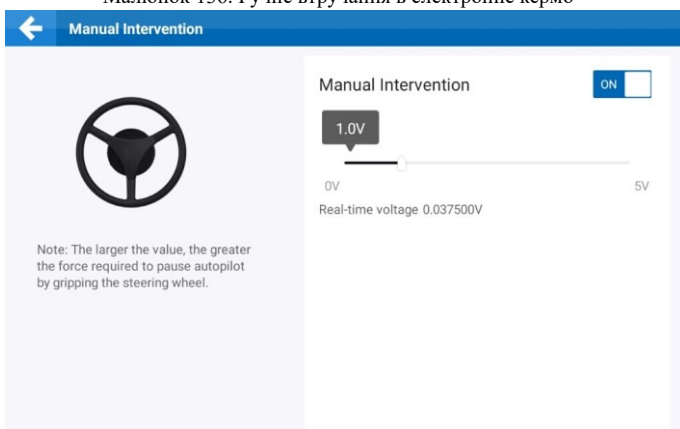 Малюнок 150. Ручне втручання в електронне кермо
Manual Intervention
Manual Intervention
ON
1.0V
0V
5V
Real-time voltage 0.037500V
Note: The larger the value, the greater
the force required to pause autopilot
by gripping the steering wheel.